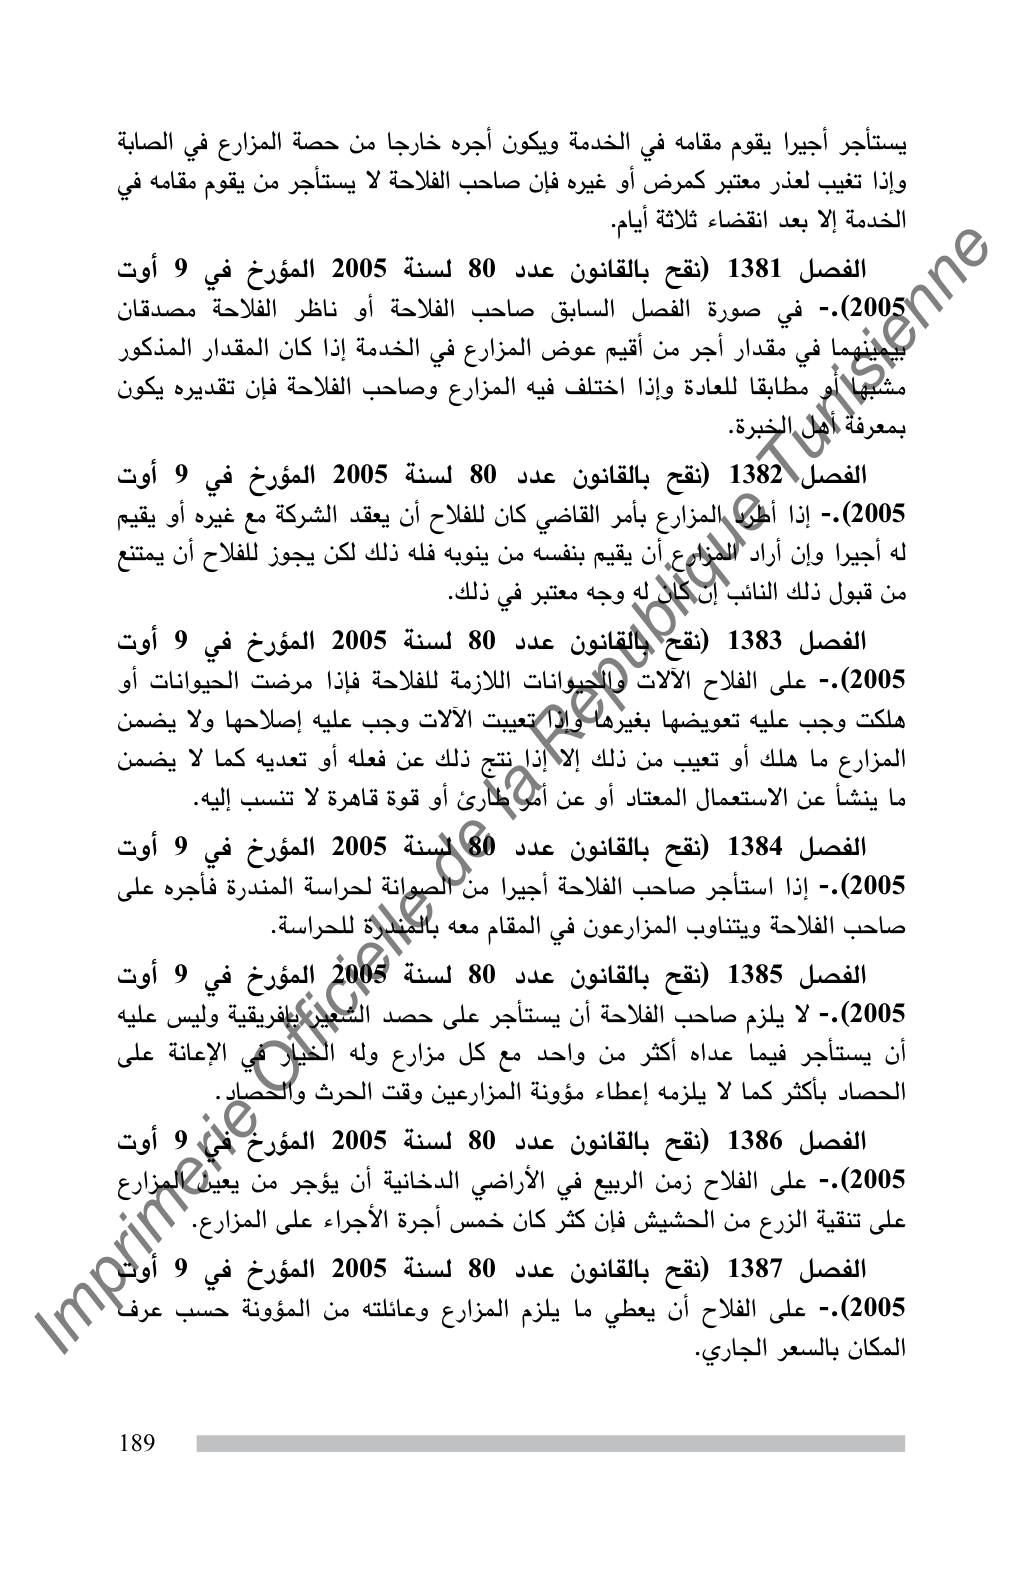 يستأجر أجيرا يقوم مقامه في الخدمة ويكون أجره خارجا من حصة المزارع في الصابة
وإذا تغيب لعذر معتبر كمرض أو غيره فإن صاحب الفلاحة لا يستأجر من يقوم مقامه في
الخدمة إلا بعد انقضاء ثلاثة أيام.
الفصل 1381 (نقح بالقانون عدد 80 لسنة 2005 المؤرخ في 9 أوت
2005).- في صورة الفصل السابق صاحب الفلاحة أو ناظر الفلاحة مصدقان
بيمينهما في مقدار أجر من أقيم عوض المزارع في الخدمة إذا كان المقدار المذكور
مشبها أو مطابقا للعادة وإذا اختلف فيه المزارع وصاحب الفلاحة فإن تقديره يكون
بمعرفة أهل الخبرة.
الفصل 1382 (نقح بالقانون عدد 80 لسنة 2005 المؤرخ في 9 أوت
2005).- إذا أطرد المزارع بأمر القاضي كان للفلاح أن يعقد الشركة مع غيره أو يقيم
له أجيرا وإن أراد المزارع أن يقيم بنفسه من ينوبه فله ذلك لكن يجوز للفلاح أن يمتنع
من قبول ذلك النائب إن كان له وجه معتبر في ذلك.
الفصل 1383 (نقح بالقانون عدد 80 لسنة 2005 المؤرخ في 9 أوت
2005).- على الفلاح الآلات والحيوانات اللازمة للفلاحة فإذا مرضت الحيوانات أو
هلكت وجب عليه تعويضها بغيرها وإذا تعيبت الآلات وجب عليه إصلاحها ولا يضمن
المزارع ما هلك أو تعيب من ذلك إلا إذا نتج ذلك عن فعله أو تعديه كما لا يضمن
ما ينشأ عن الاستعمال المعتاد أو عن أمر طارئ أو قوة قاهرة لا تنسب إليه.
الفصل 1384 (نقح بالقانون عدد 80 لسنة 2005 المؤرخ في 9 أوت
2005).- إذا استأجر صاحب الفلاحة أجيرا من الصوانة لحراسة المندرة فأجره على
صاحب الفلاحة ويتناوب المزارعون في المقام معه بالمندرة للحراسة.
الفصل 1385 (نقح بالقانون عدد 80 لسنة 2005 المؤرخ في 9 أوت
2005).- لا يلزم صاحب الفلاحة أن يستأجر على حصد الشعير بإفريقية وليس عليه
أن يستأجر فيما عداه أكثر من واحد مع كل مزارع وله الخيار في الإعانة على
الحصاد بأكثر كما لا يلزمه إعطاء مؤونة المزارعين وقت الحرث والحصاد.
الفصل 1386 (نقح بالقانون عدد 80 لسنة 2005 المؤرخ في 9 أوت
2005).- على الفلاح زمن الربيع في الأراضي الدخانية أن يؤجر من يعين المزارع
على تنقية الزرع من الحشيش فإن كثر كان خمس أجرة الأجراء على المزارع.
الفصل 1387 (نقح بالقانون عدد 80 لسنة 2005 المؤرخ في 9 أوت
2005).- على الفلاح أن يعطي ما يلزم المزارع وعائلته من المؤونة حسب عرف
المكان بالسعر الجاري.
189
Imprimerie Officielle de la République Tunisienne